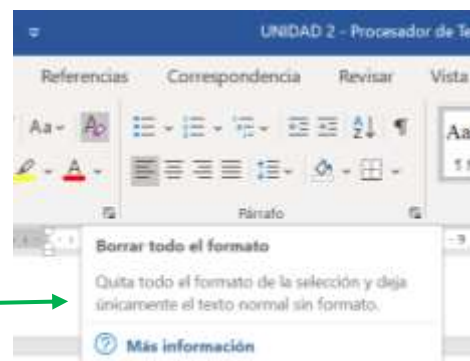 UNIDAD 2 - Procesador de Te
Referencias Correspondencia Revisar Vista
Aa
A
Párrafo
Borrar todo el formato
Quita todo el formato de la selección y deja
únicamente el texto normal sin formato.
Más información